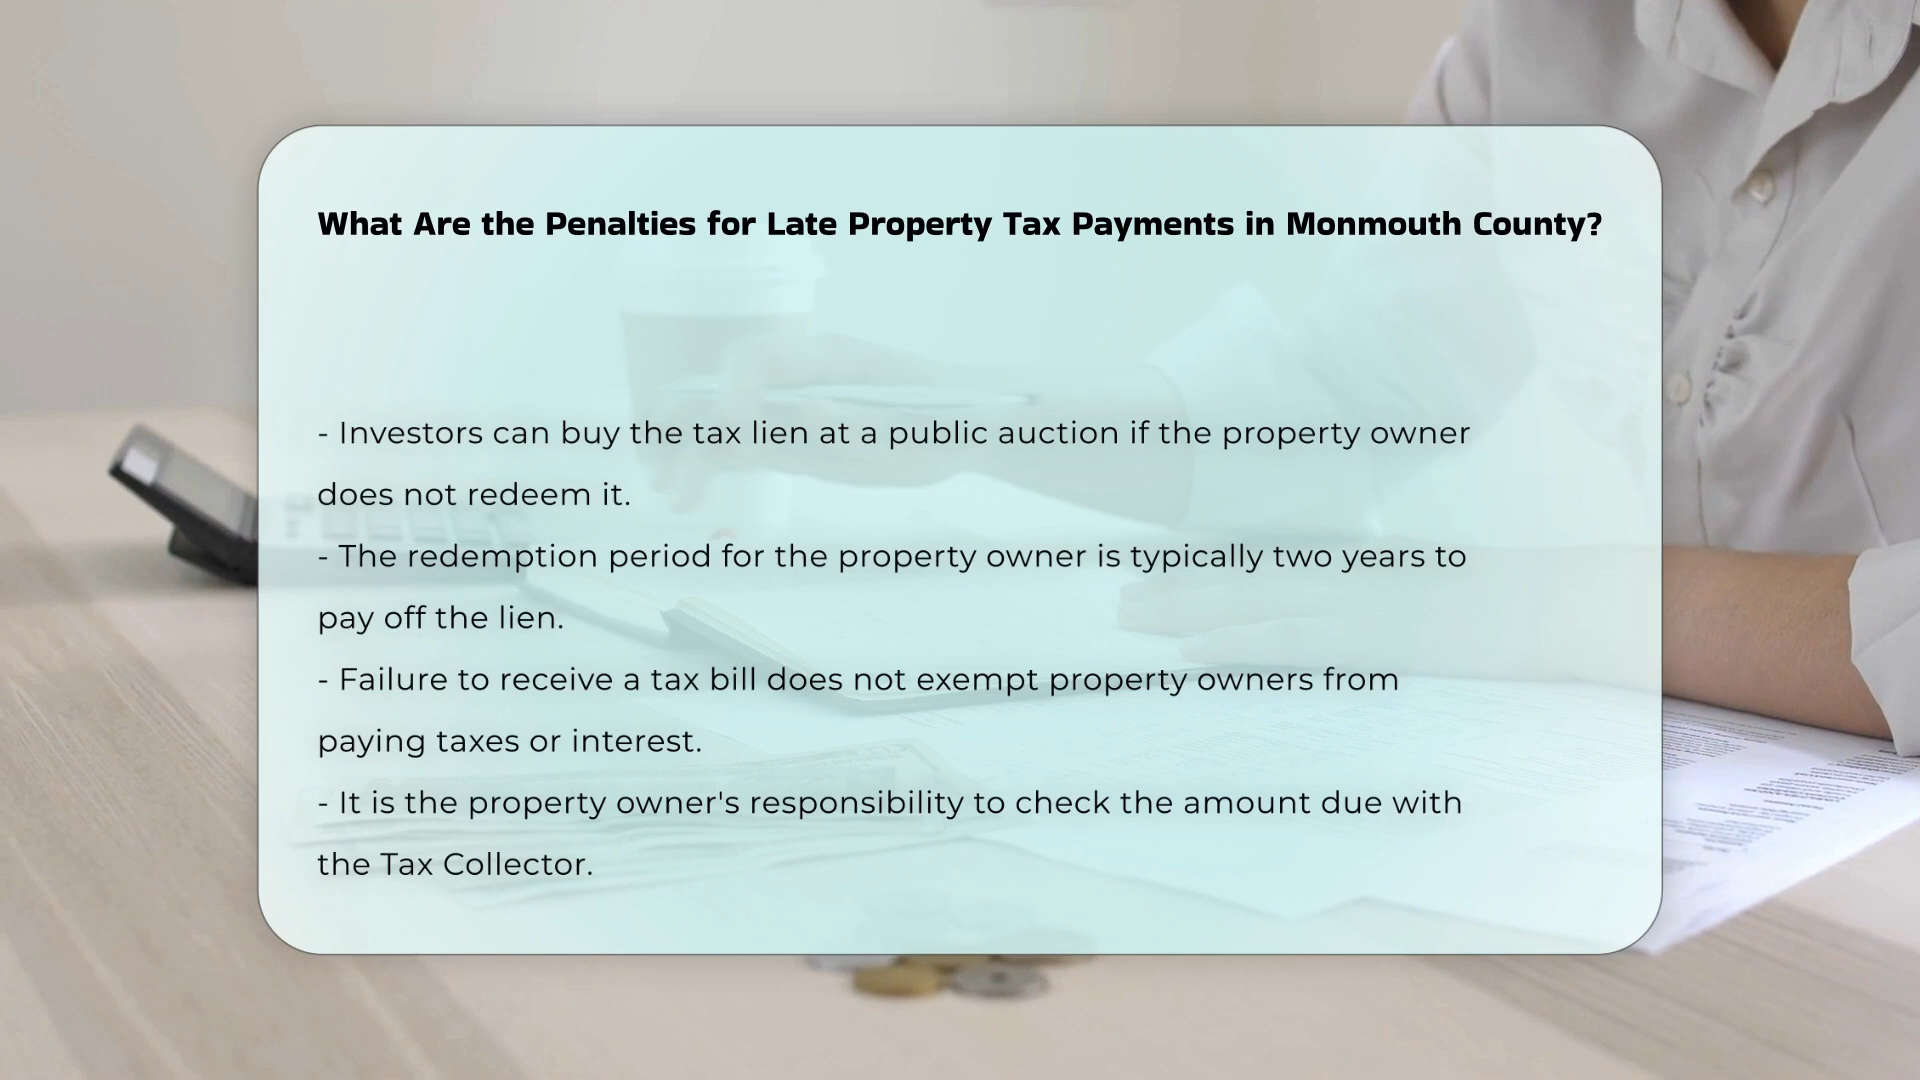 What Are the Penalties for Late Property Tax Payments in Monmouth County?
- Investors can buy the tax lien at a public auction if the property owner
does not redeem it.
- The redemption period for the property owner is typically two years to
pay off the lien.
- Failure to receive a tax bill does not exempt property owners from
paying taxes or interest.
- It is the property owner's responsibility to check the amount due with
the Tax Collector.